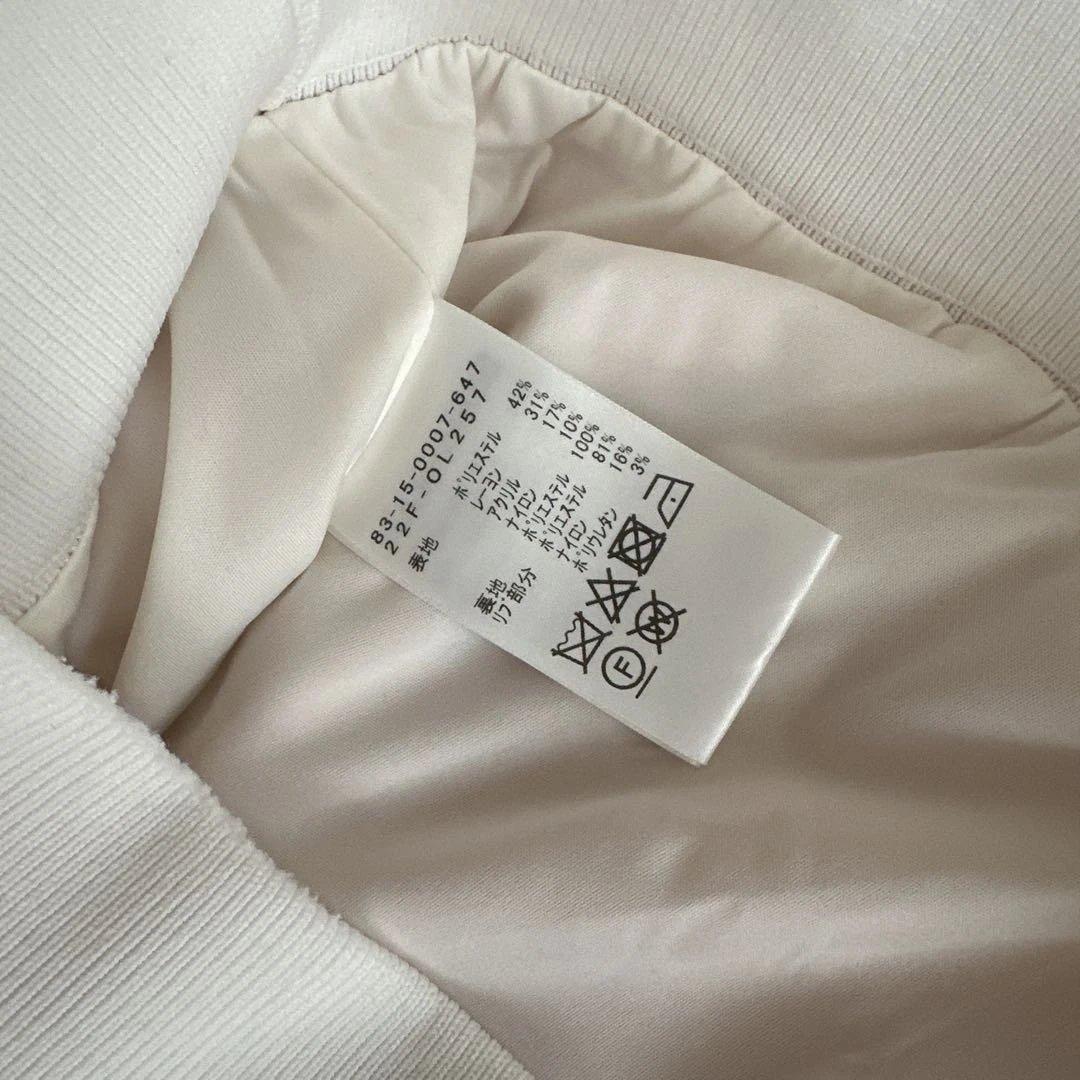 83-15-0007-647
22F-OL257
表地 ポリエステル 42%
レーヨン 31%
アクリル 17%
ナイロン 10%
裏地 ポリエステル 100%
リブ部分 ポリエステル 81%
ナイロン 16%
ポリウレタン 3%
F
W